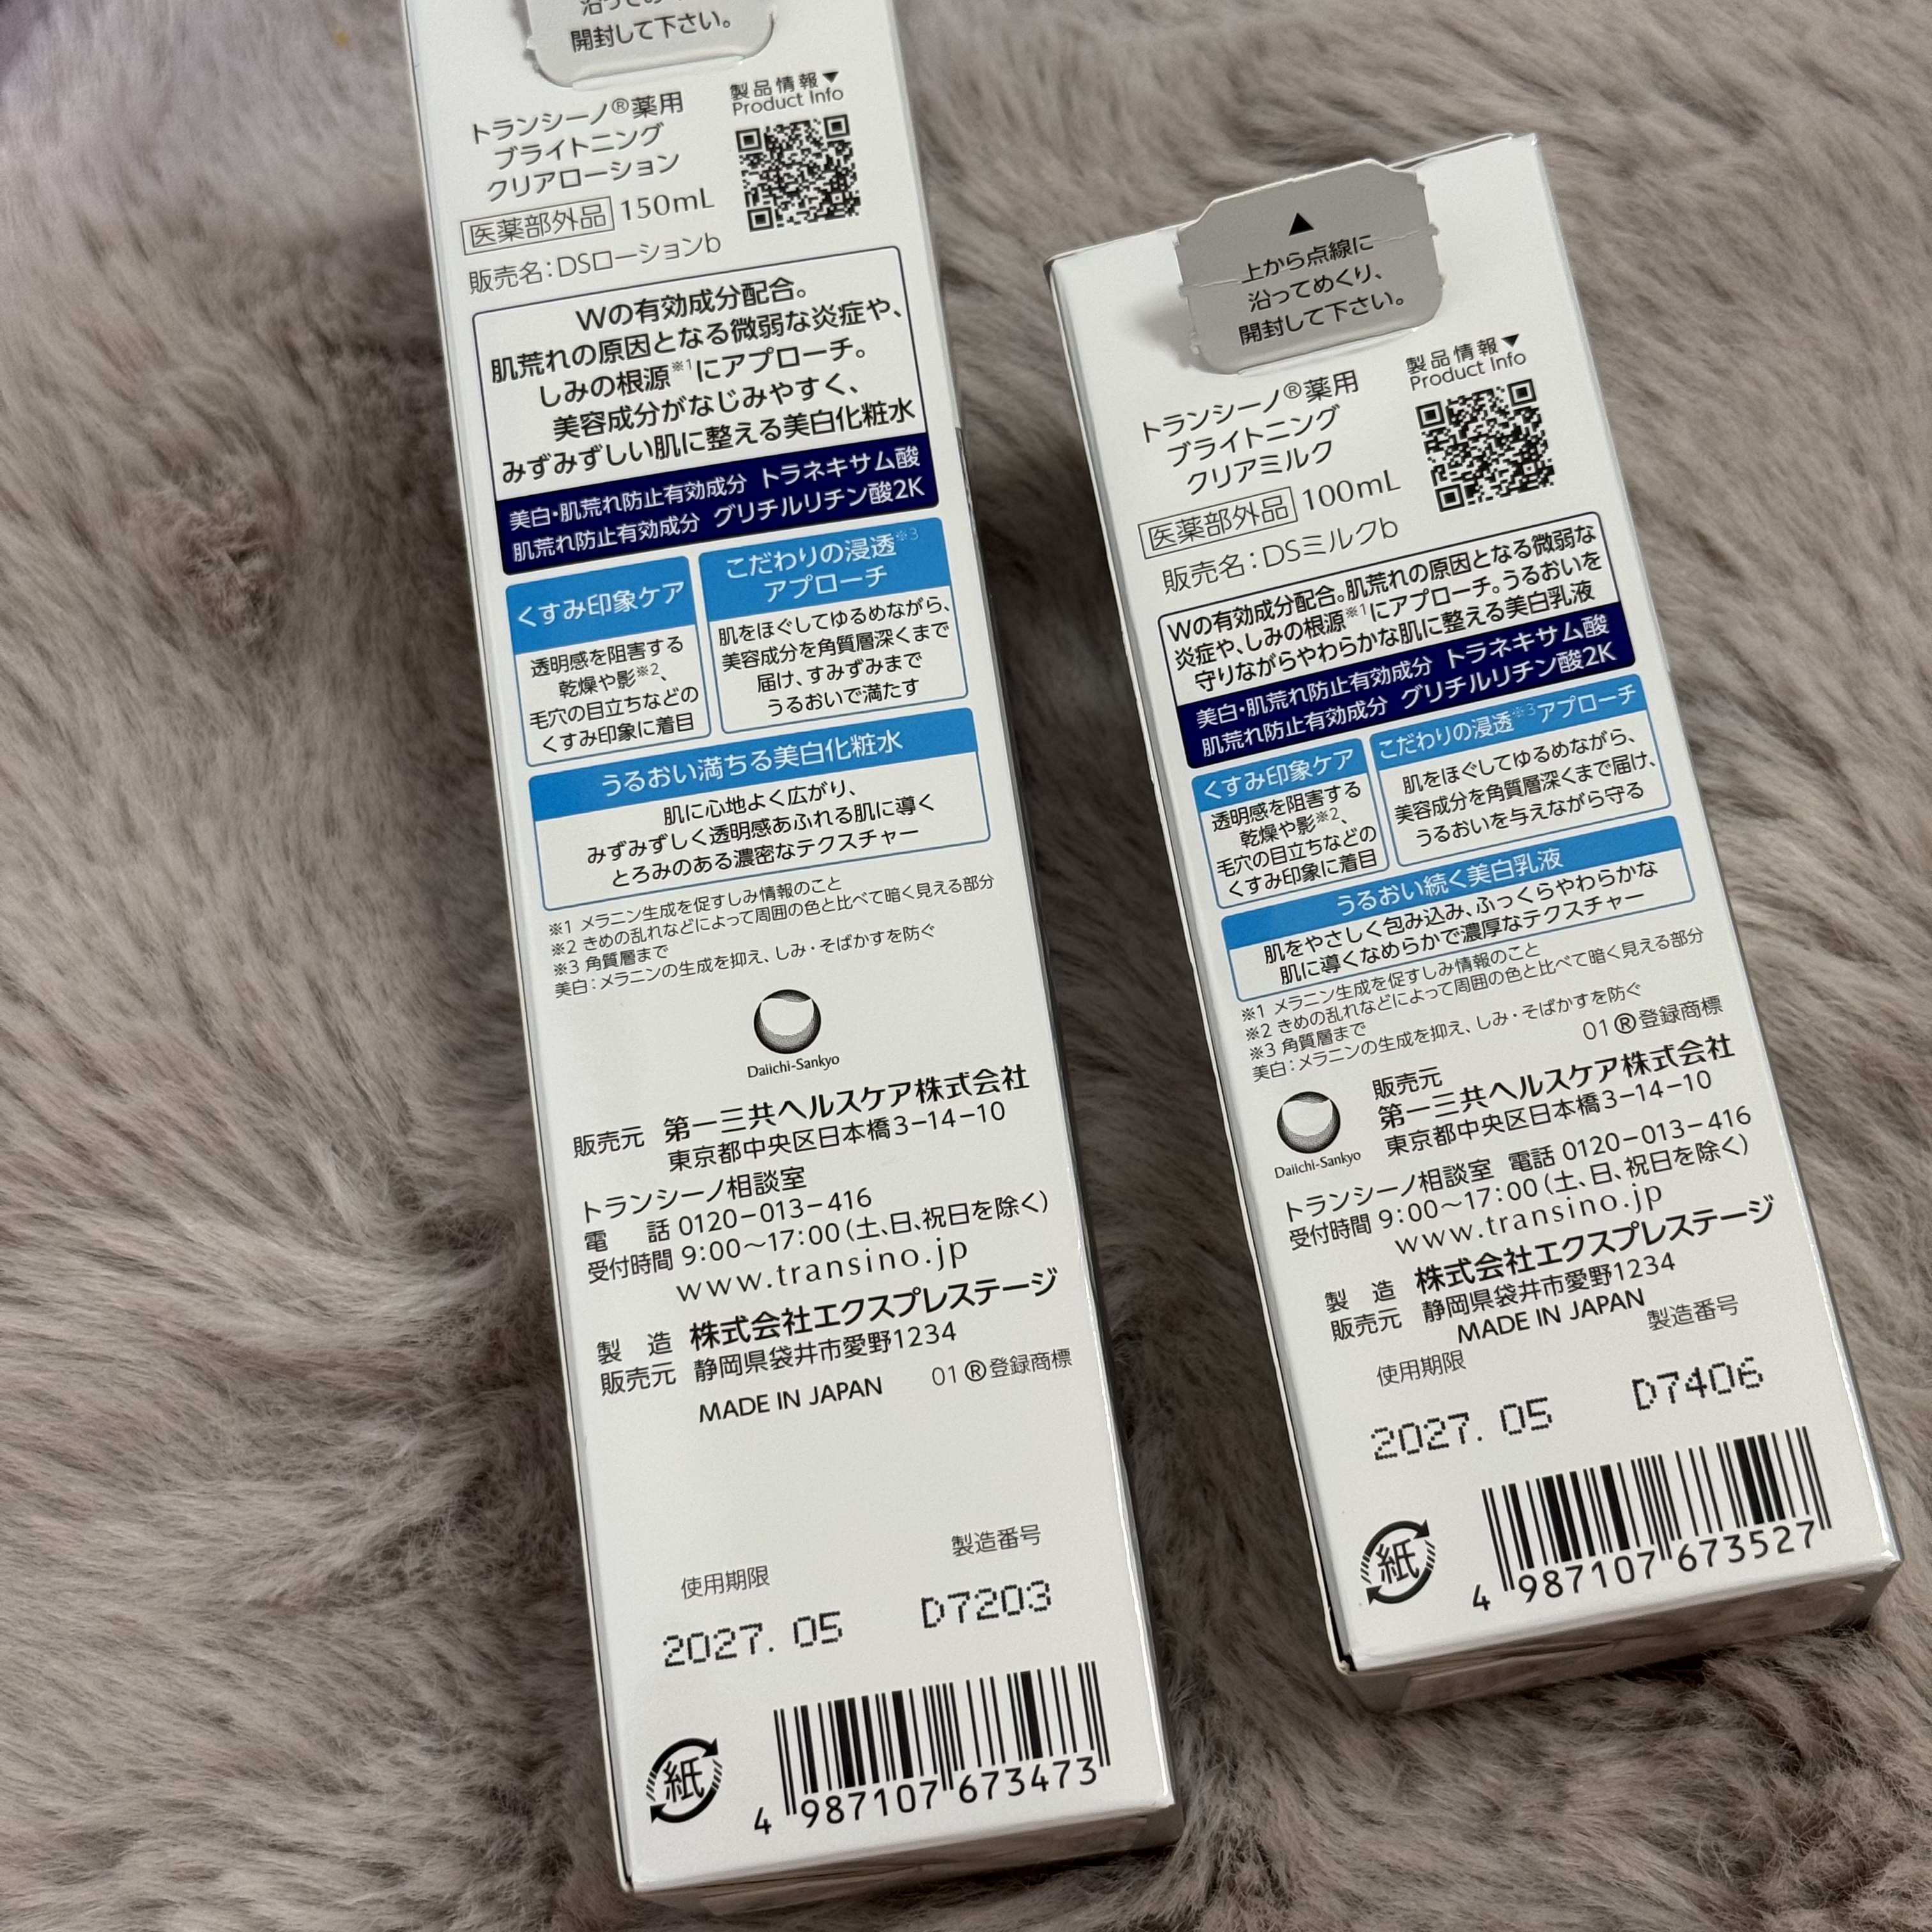 開封して下さい。
製品情報▼
Product Info
トランシーノ®薬用
ブライトニング
クリアローション
医薬部外品 150mL
販売名:DSローションb
Wの有効成分配合。
肌荒れの原因となる微弱な炎症や、
しみの根源※1にアプローチ。
美容成分がなじみやすく、
みずみずしい肌に整える美白化粧水
美白・肌荒れ防止有効成分 トラネキサム酸
肌荒れ防止有効成分 グリチルリチン酸2K
くすみ印象ケア
透明感を阻害する
乾燥や影※2、
毛穴の目立ちなどの
くすみ印象に着目
こだわりの浸透※3
アプローチ
肌をほぐしてゆるめながら、
美容成分を角質層深くまで
届け、すみずみまで
うるおいで満たす
うるおい満ちる美白化粧水
肌に心地よく広がり、
みずみずしく透明感あふれる肌に導く
とろみのある濃密なテクスチャー
※1 メラニン生成を促すしみ情報のこと
※2 きめの乱れなどによって周囲の色と比べて暗く見える部分
※3 角質層まで
美白:メラニンの生成を抑え、しみ・そばかすを防ぐ
Daiichi-Sankyo
販売元 第一三共ヘルスケア株式会社
東京都中央区日本橋3-14-10
トランシーノ相談室
電話 0120-013-416
受付時間 9:00〜17:00(土、日、祝日を除く)
www.transino.jp
製造 株式会社エクスプレステージ
販売元 静岡県袋井市愛野1234
MADE IN JAPAN 01 ®登録商標
使用期限 製造番号
2027. 05 D7203
紙
4 987107 673473
▲
上から点線に
沿ってめくり、
開封して下さい。
製品情報▼
Product Info
トランシーノ®薬用
ブライトニング
クリアミルク
医薬部外品 100mL
販売名:DSミルクb
Wの有効成分配合。肌荒れの原因となる微弱な
炎症や、しみの根源※1にアプローチ。うるおいを
守りながらやわらかな肌に整える美白乳液
美白・肌荒れ防止有効成分 トラネキサム酸
肌荒れ防止有効成分 グリチルリチン酸2K
くすみ印象ケア
透明感を阻害する
乾燥や影※2、
毛穴の目立ちなどの
くすみ印象に着目
こだわりの浸透※3アプローチ
肌をほぐしてゆるめながら、
美容成分を角質層深くまで届け、
うるおいを与えながら守る
うるおい続く美白乳液
肌をやさしく包み込み、ふっくらやわらかな
肌に導くなめらかで濃厚なテクスチャー
※1 メラニン生成を促すしみ情報のこと
※2 きめの乱れなどによって周囲の色と比べて暗く見える部分
※3 角質層まで
美白:メラニンの生成を抑え、しみ・そばかすを防ぐ
01 ®登録商標
Daiichi-Sankyo
販売元
第一三共ヘルスケア株式会社
東京都中央区日本橋3-14-10
トランシーノ相談室 電話 0120-013-416
受付時間 9:00〜17:00(土、日、祝日を除く)
www.transino.jp
製造 株式会社エクスプレステージ
販売元 静岡県袋井市愛野1234
MADE IN JAPAN
使用期限 製造番号
2027. 05 D7406
紙
4 987107 673527